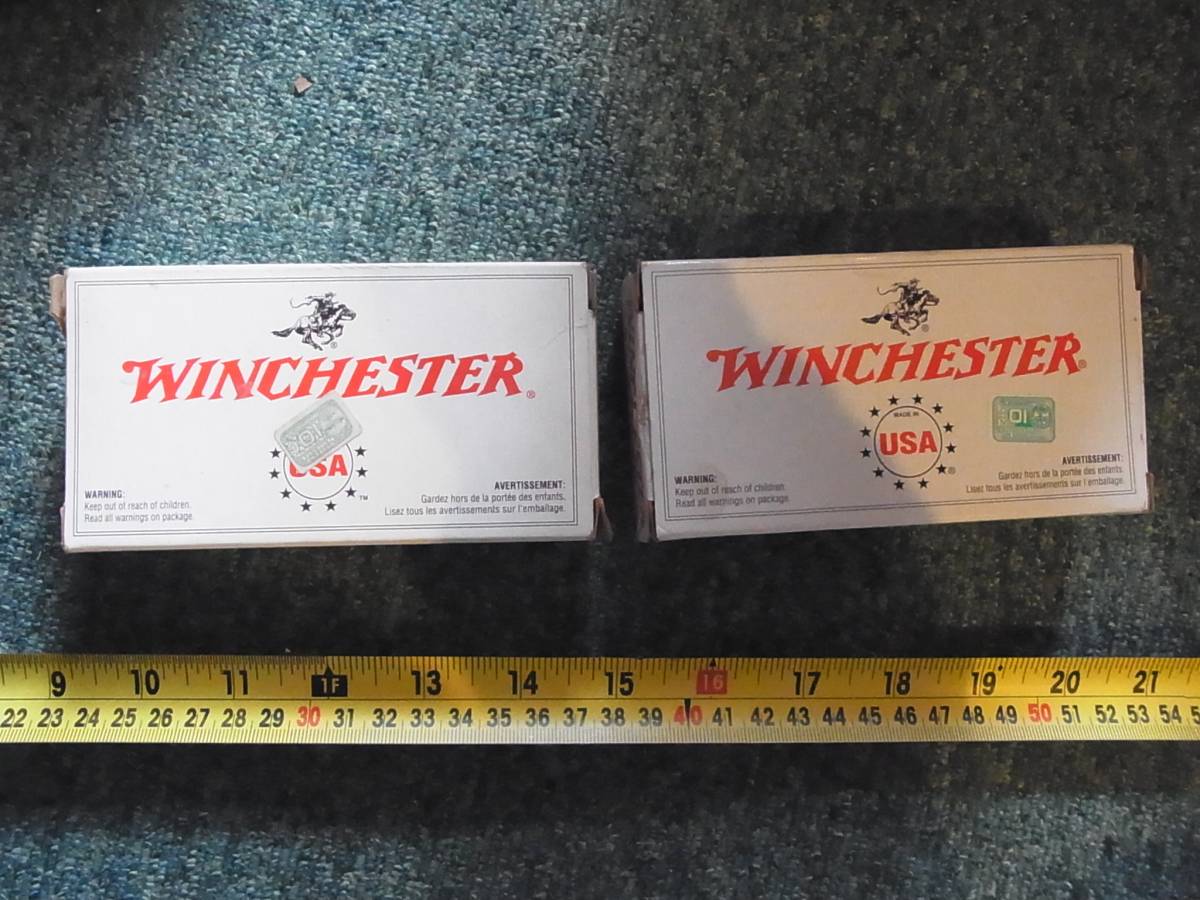 WINCHESTER®
USA
™
WARNING:
Keep out of reach of children.
Read all warnings on package.
AVERTISSEMENT:
Gardez hors de la portée des enfants.
Lisez tous les avertissements sur l'emballage.
WINCHESTER®
MADE IN
USA
®
WARNING:
Keep out of reach of children.
Read all warnings on package.
AVERTISSEMENT:
Gardez hors de la portée des enfants.
Lisez tous les avertissements sur l'emballage.
9 10 11 1F 13 14 15 16 17 18 19 20 21
22 23 24 25 26 27 28 29 30 31 32 33 34 35 36 37 38 39 40 41 42 43 44 45 46 47 48 49 50 51 52 53 54